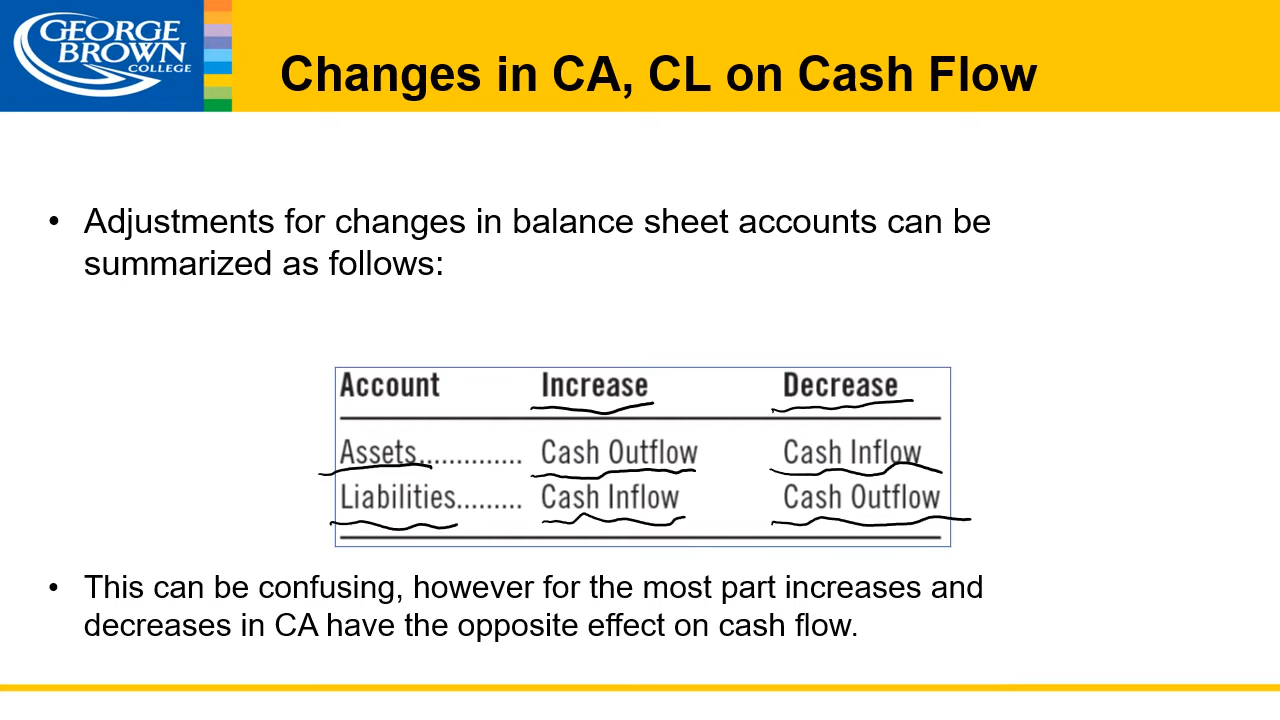 GEORGE
BROWN
COLLEGE
Changes in CA, CL on Cash Flow
• Adjustments for changes in balance sheet accounts can be
summarized as follows:
Account Increase Decrease
Assets.............. Cash Outflow Cash Inflow
Liabilities......... Cash Inflow Cash Outflow
• This can be confusing, however for the most part increases and
decreases in CA have the opposite effect on cash flow.